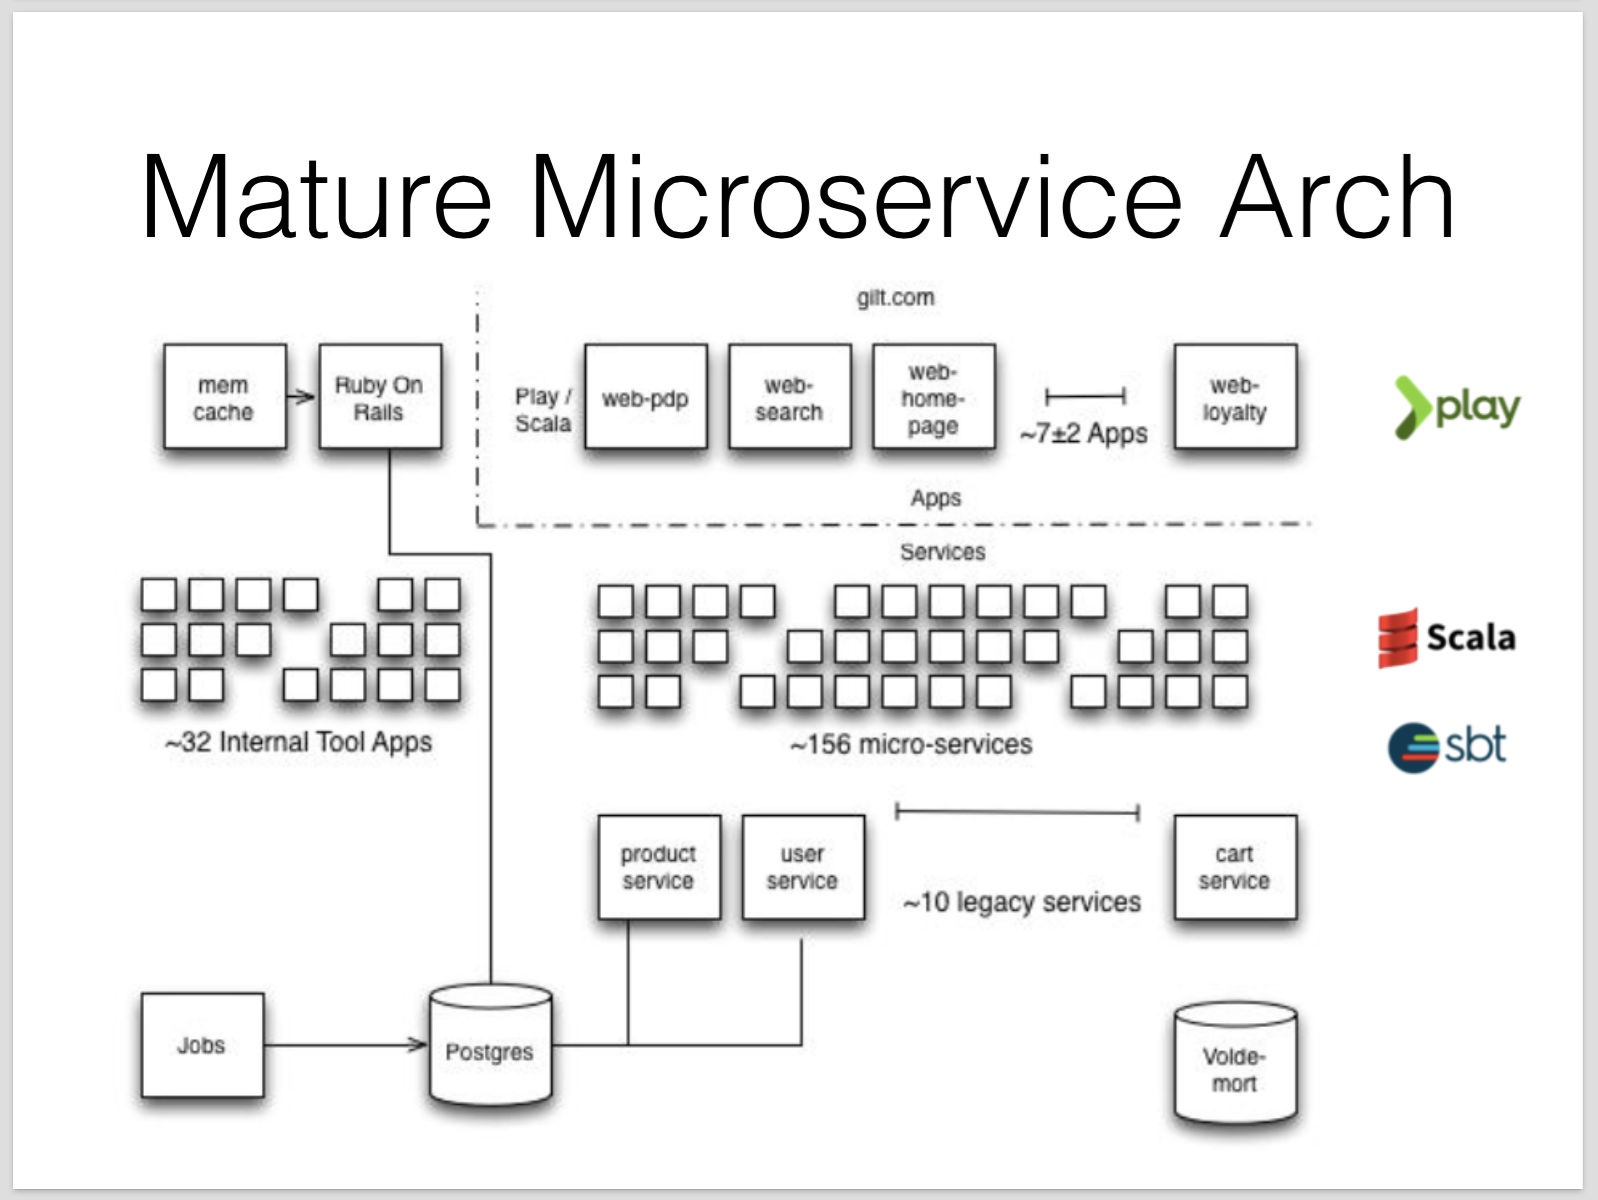 Mature Microservice Arch
gilt.com
mem
cache
Ruby On
Rails
Play /
Scala
web-pdp
web-
search
web-
home-
page
~7±2 Apps
web-
loyalty
play
Apps
Services
~32 Internal Tool Apps
~156 micro-services
Scala
sbt
product
service
user
service
~10 legacy services
cart
service
Jobs
Postgres
Volde-
mort